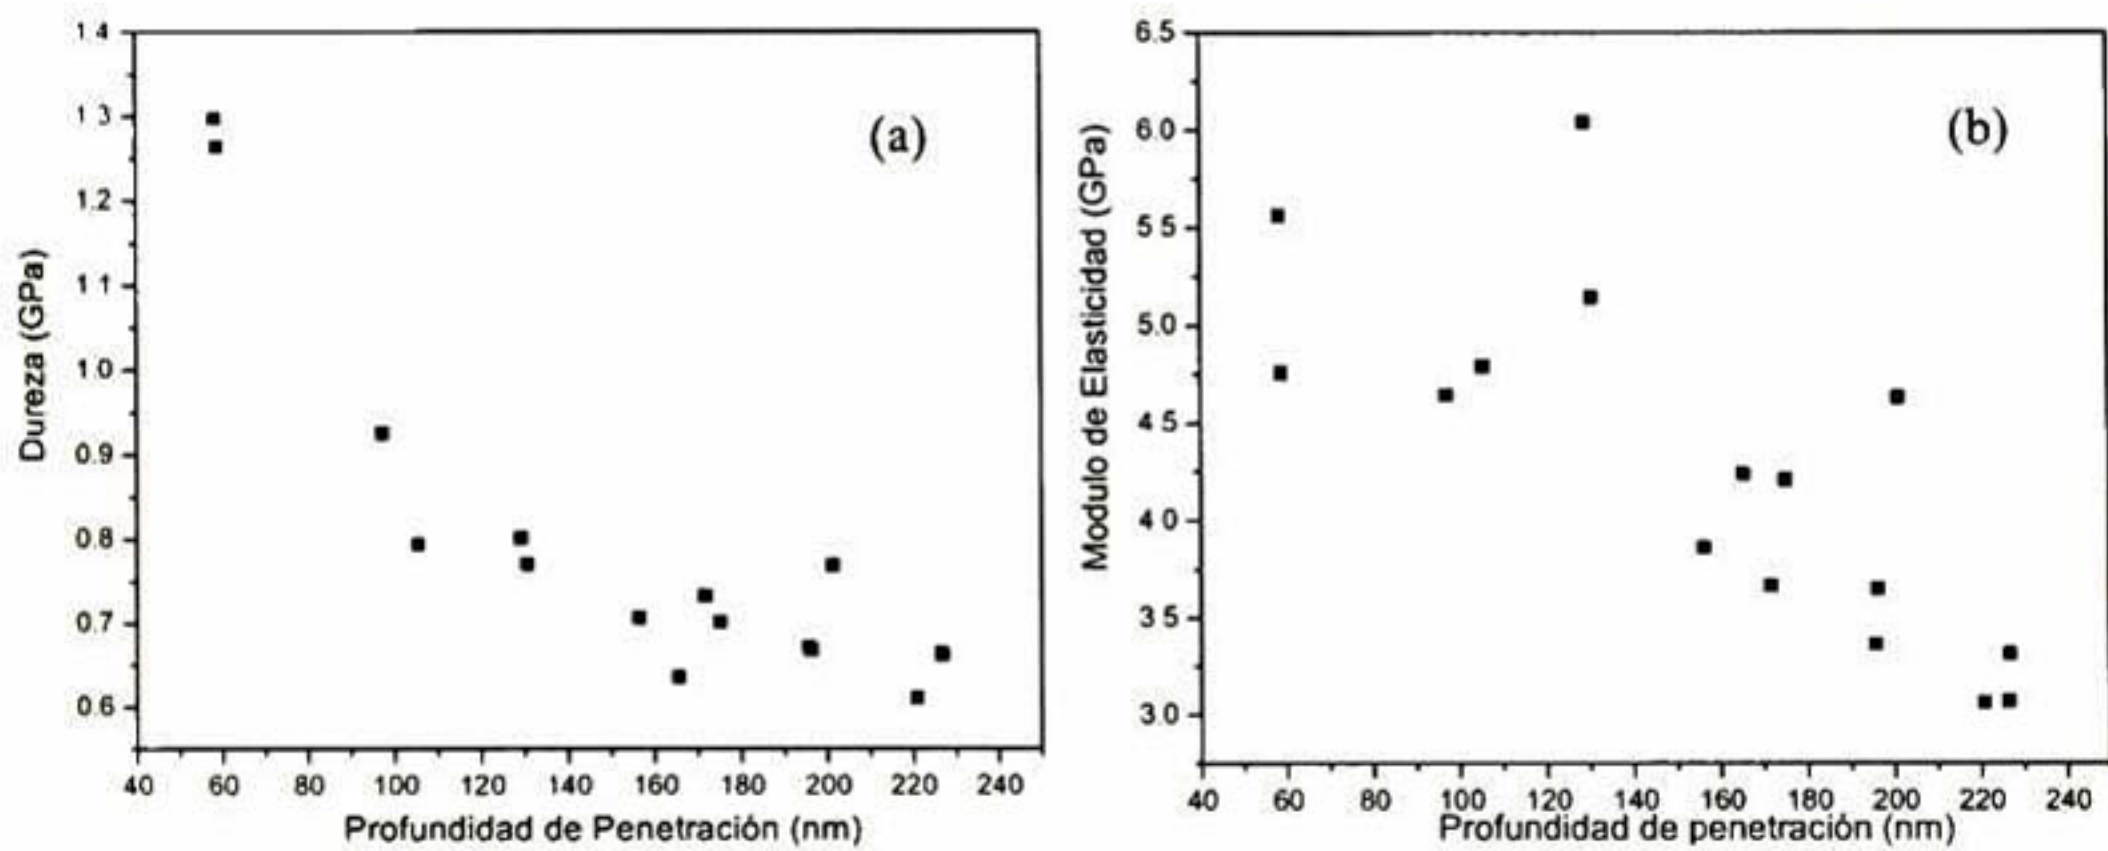 1.4
1.3
1.2
1.1
1.0
0.9
0.8
0.7
0.6
Dureza (GPa)
(a)
40 60 80 100 120 140 160 180 200 220 240
Profundidad de Penetración (nm)
6.5
6.0
5.5
5.0
4.5
4.0
3.5
3.0
Modulo de Elasticidad (GPa)
(b)
40 60 80 100 120 140 160 180 200 220 240
Profundidad de penetración (nm)